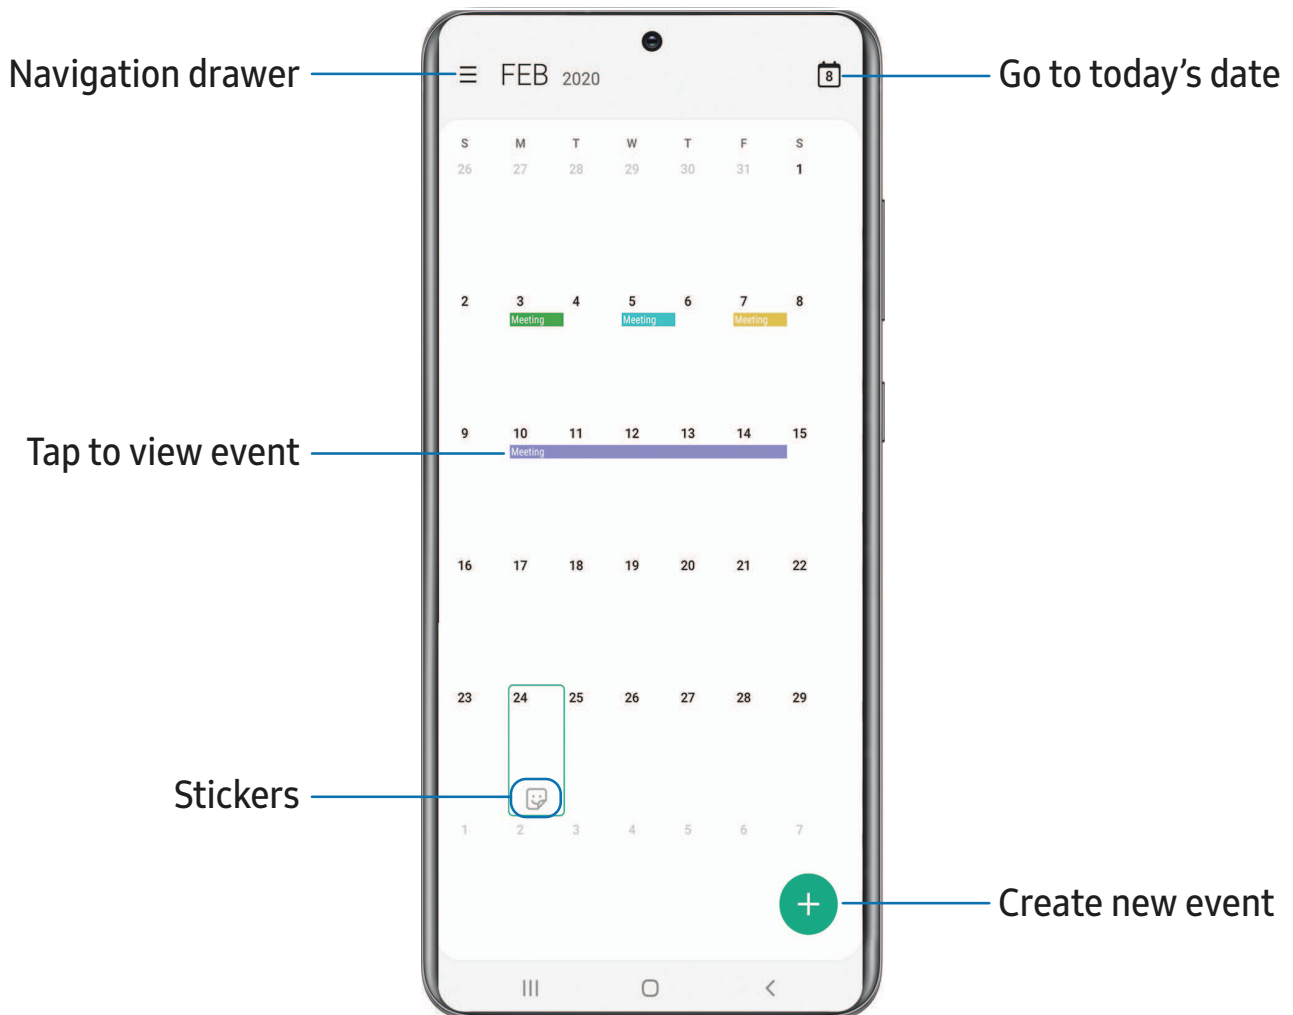 Navigation drawer
FEB 2020
8
Go to today's date
S M T W T F S
26 27 28 29 30 31 1
2 3 4 5 6 7 8
Meeting Meeting Meeting
9 10 11 12 13 14 15
Meeting
Tap to view event
16 17 18 19 20 21 22
23 24 25 26 27 28 29
Stickers
1 2 3 4 5 6 7
Create new event